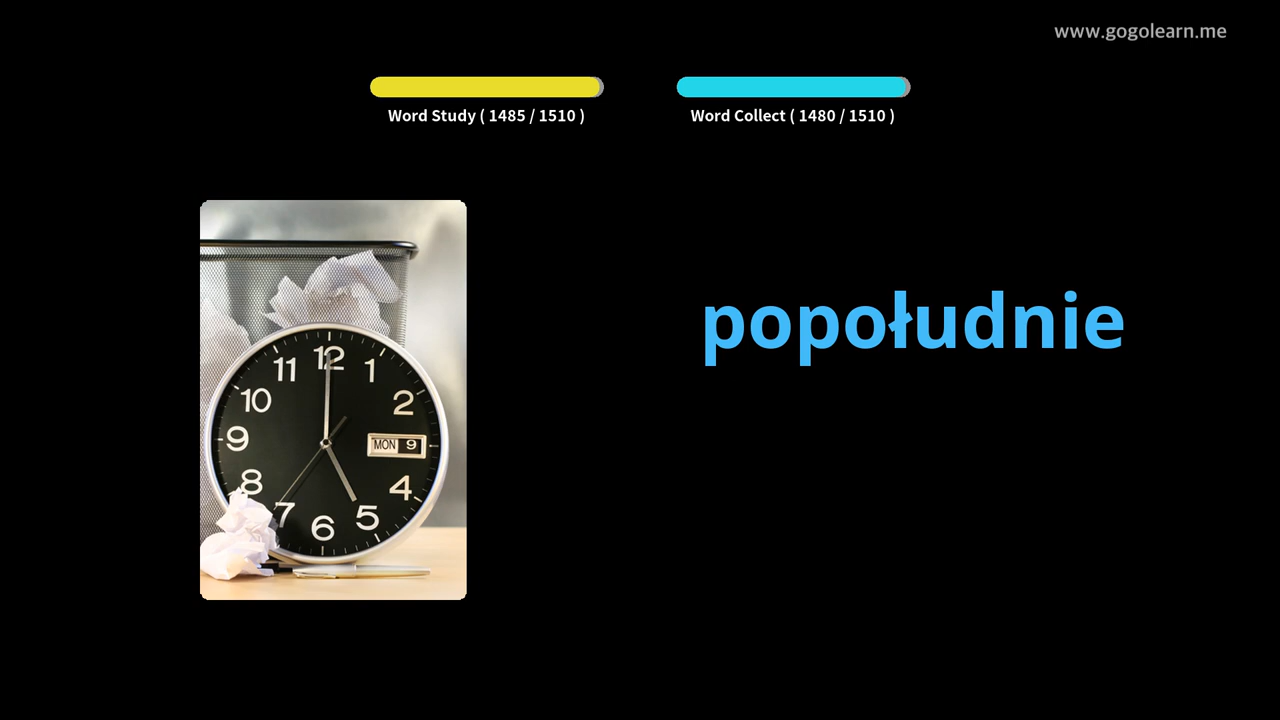 www.gogolearn.me
Word Study ( 1485 / 1510 )
Word Collect ( 1480 / 1510 )
popołudnie
12
11
1
10
2
9
MON 9
8
4
7
5
6